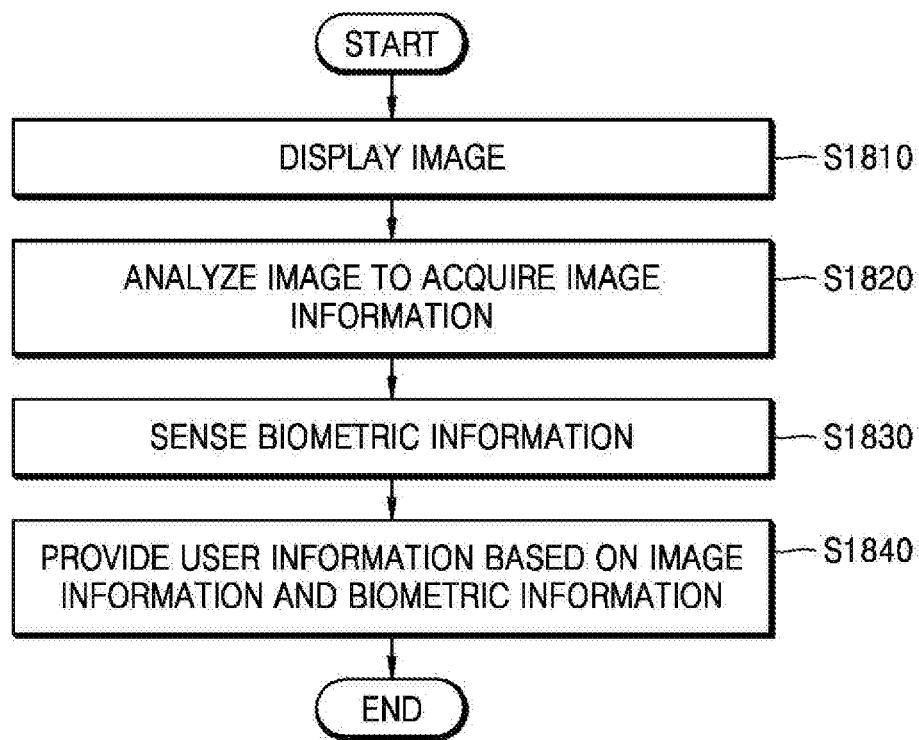 START
DISPLAY IMAGE
S1810
ANALYZE IMAGE TO ACQUIRE IMAGE
INFORMATION
S1820
SENSE BIOMETRIC INFORMATION
S1830
PROVIDE USER INFORMATION BASED ON IMAGE
INFORMATION AND BIOMETRIC INFORMATION
S1840
END